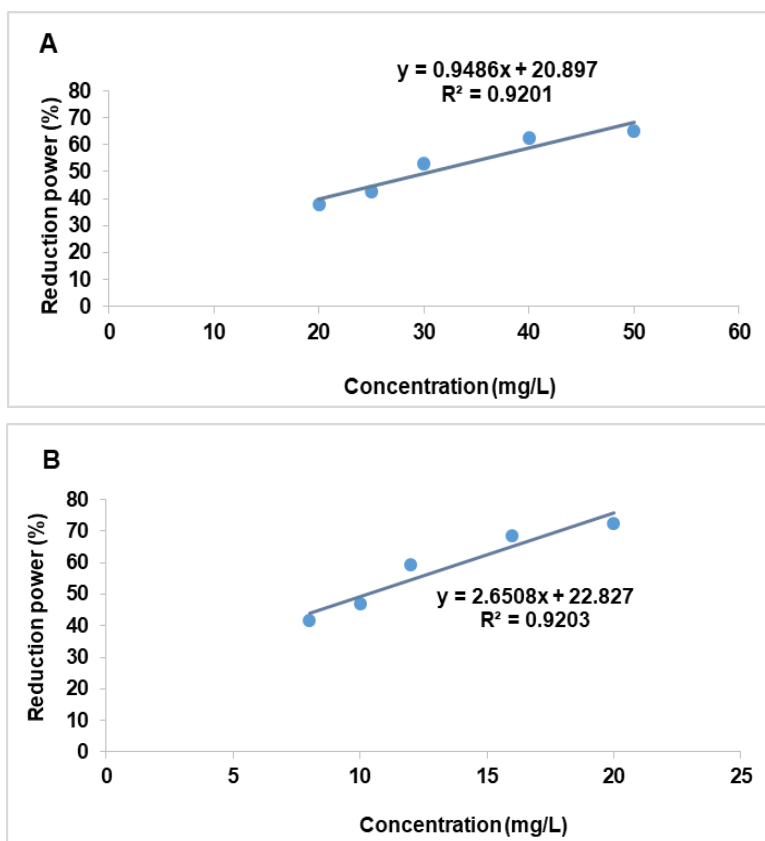 A
y = 0.9486x + 20.897
R² = 0.9201
Reduction power (%)
80
70
60
50
40
30
20
10
0
0 10 20 30 40 50 60
Concentration (mg/L)
B
y = 2.6508x + 22.827
R² = 0.9203
Reduction power (%)
80
70
60
50
40
30
20
10
0
0 5 10 15 20 25
Concentration (mg/L)